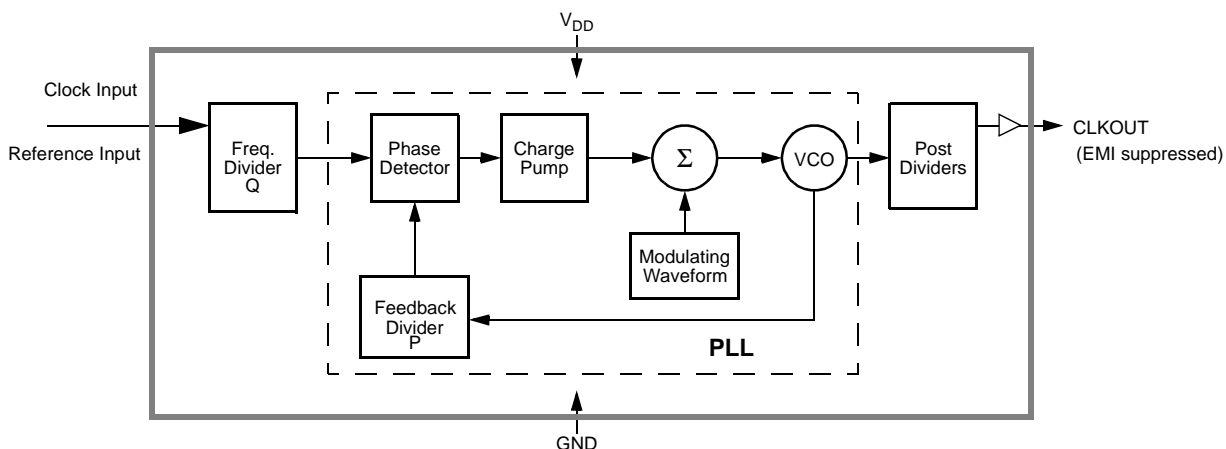 V_DD
Clock Input
Reference Input
Freq.
Divider
Q
Phase
Detector
Charge
Pump
Σ
VCO
Post
Dividers
CLKOUT
(EMI suppressed)
Modulating
Waveform
Feedback
Divider
P
PLL
GND